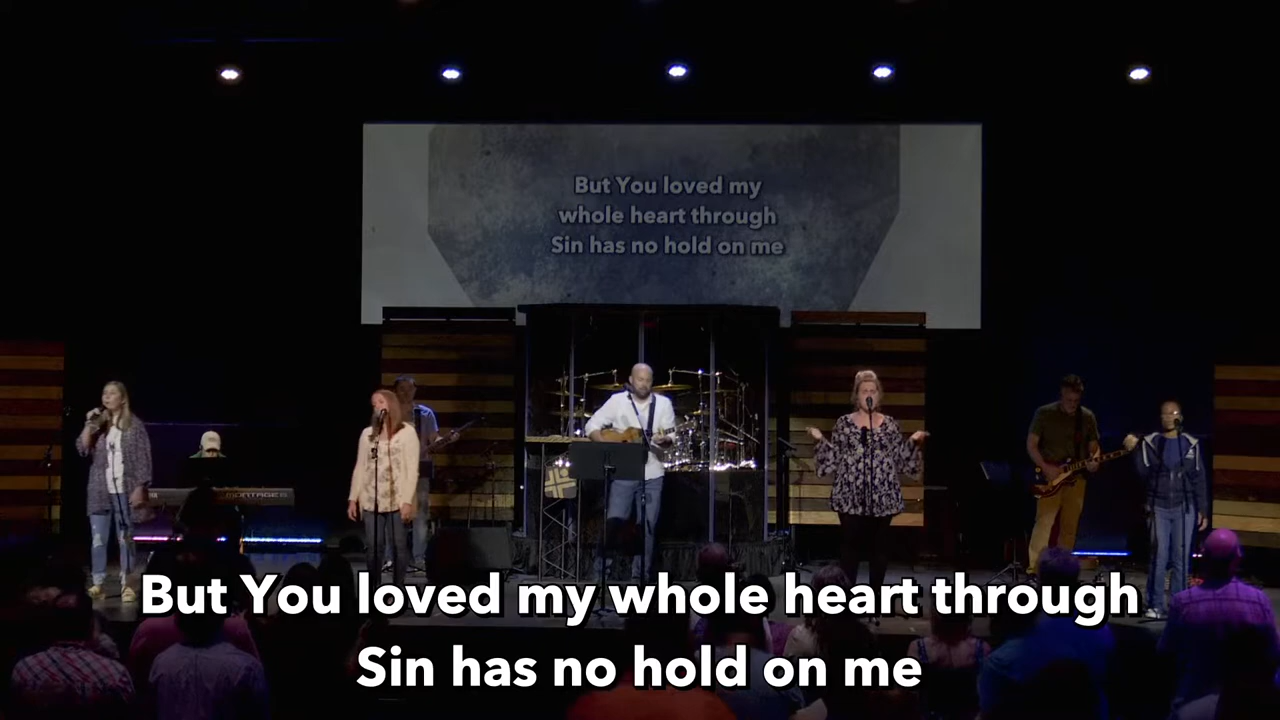 But You loved my
whole heart through
Sin has no hold on me
MONTAGE
But You loved my whole heart through
Sin has no hold on me